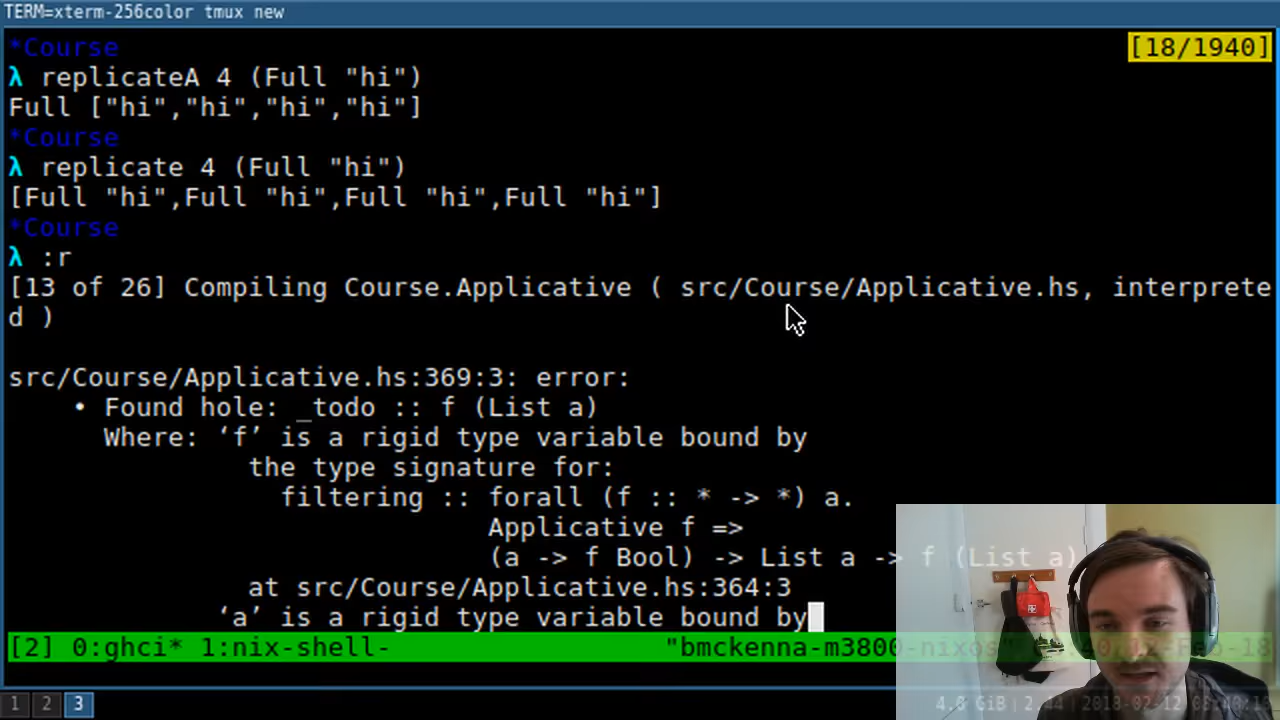 TERM=xterm-256color tmux new
*Course
[18/1940]
λ replicateA 4 (Full "hi")
Full ["hi","hi","hi","hi"]
*Course
λ replicate 4 (Full "hi")
[Full "hi",Full "hi",Full "hi",Full "hi"]
*Course
λ :r
[13 of 26] Compiling Course.Applicative ( src/Course/Applicative.hs, interprete
d )
src/Course/Applicative.hs:369:3: error:
• Found hole: _todo :: f (List a)
Where: ‘f’ is a rigid type variable bound by
the type signature for:
filtering :: forall (f :: * -> *) a.
Applicative f =>
(a -> f Bool) -> List a -> f (List a)
at src/Course/Applicative.hs:364:3
‘a’ is a rigid type variable bound by
[2] 0:ghci* 1:nix-shell- "bmckenna-m3800-nixos"
1 2 3 2.44